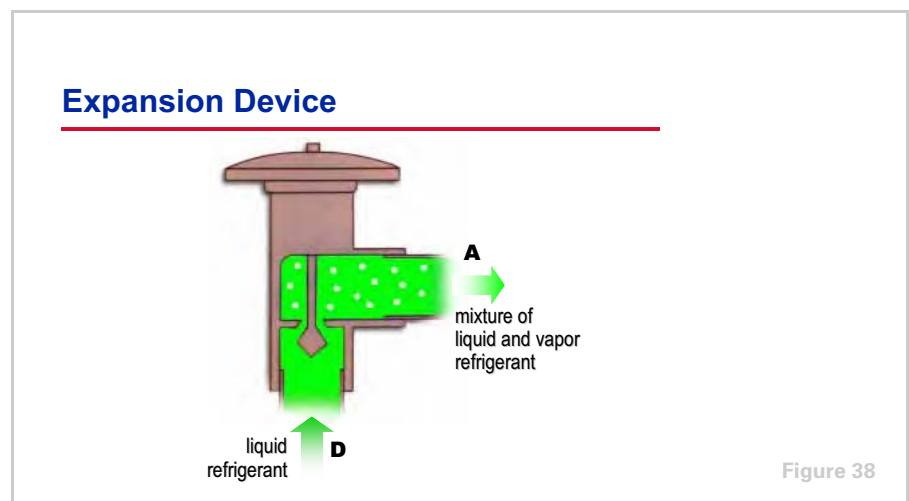 Expansion Device
A
mixture of
liquid and vapor
refrigerant
liquid
refrigerant
D
Figure 38